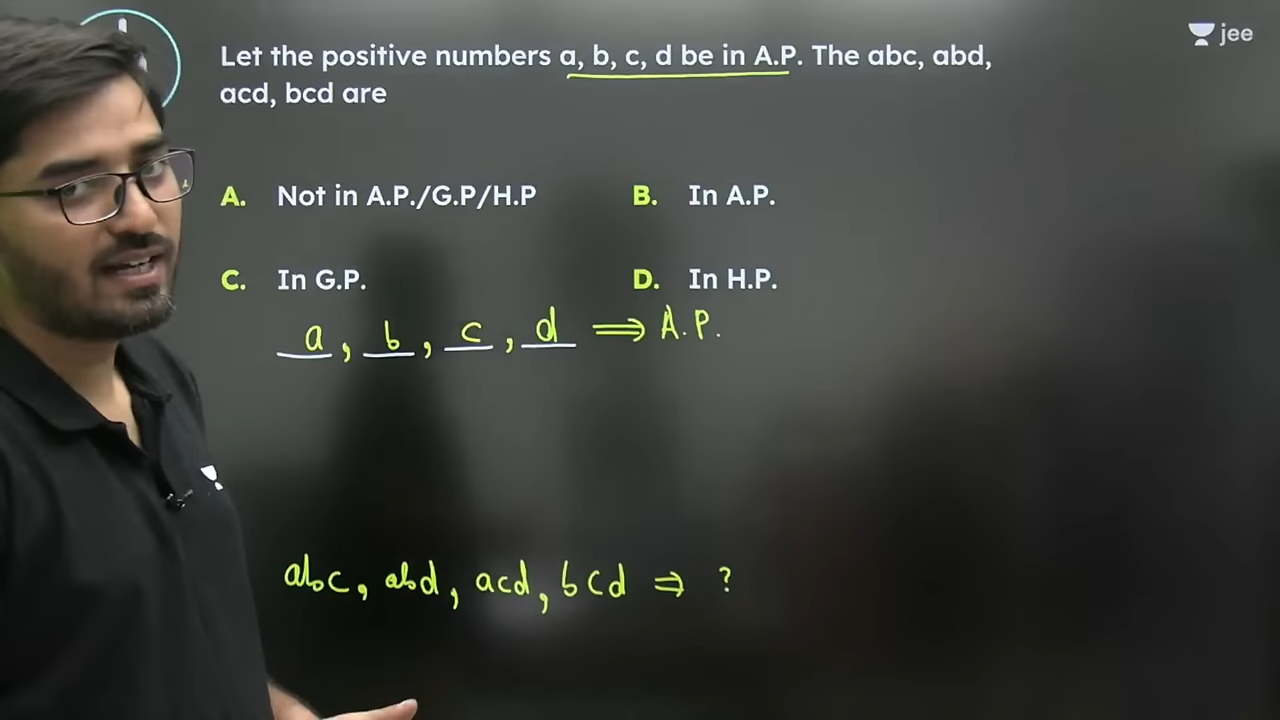 jee
Let the positive numbers a, b, c, d be in A.P. The abc, abd,
acd, bcd are
A. Not in A.P./G.P/H.P
B. In A.P.
C. In G.P.
D. In H.P.
a, b, c, d ⟹ A.P.
abc, abd, acd, bcd ⇒ ?